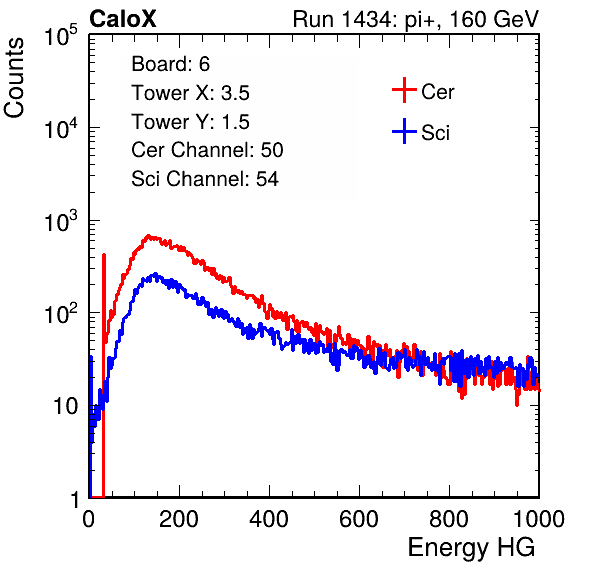 CaloX Run 1434: pi+, 160 GeV
Counts
Board: 6
Tower X: 3.5
Tower Y: 1.5
Cer Channel: 50
Sci Channel: 54
Cer
Sci
10^5
10^4
10^3
10^2
10
1
0 200 400 600 800 1000
Energy HG